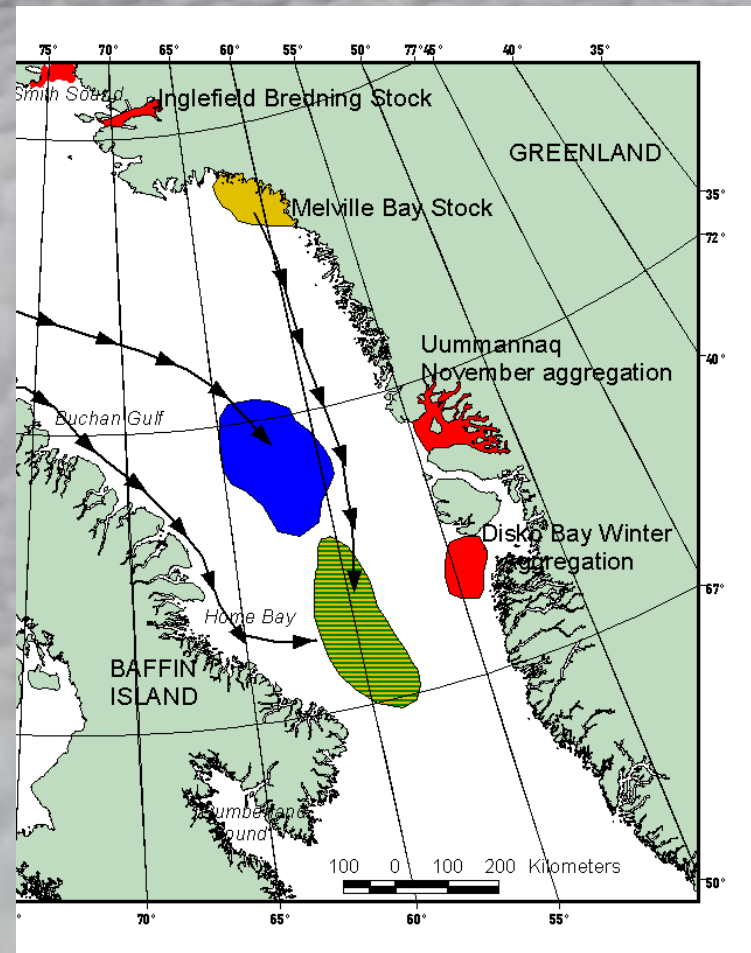 75° 70° 65° 60° 55° 50° 77° 45° 40° 35°
Smith Sound
Inglefield Bredning Stock
GREENLAND
35°
Melville Bay Stock
72°
Uummannaq
November aggregation
40°
Buchan Gulf
Disko Bay Winter
aggregation
67°
Home Bay
BAFFIN
ISLAND
Sound
100 0 100 200 Kilometers
50°
70° 65° 60° 55°